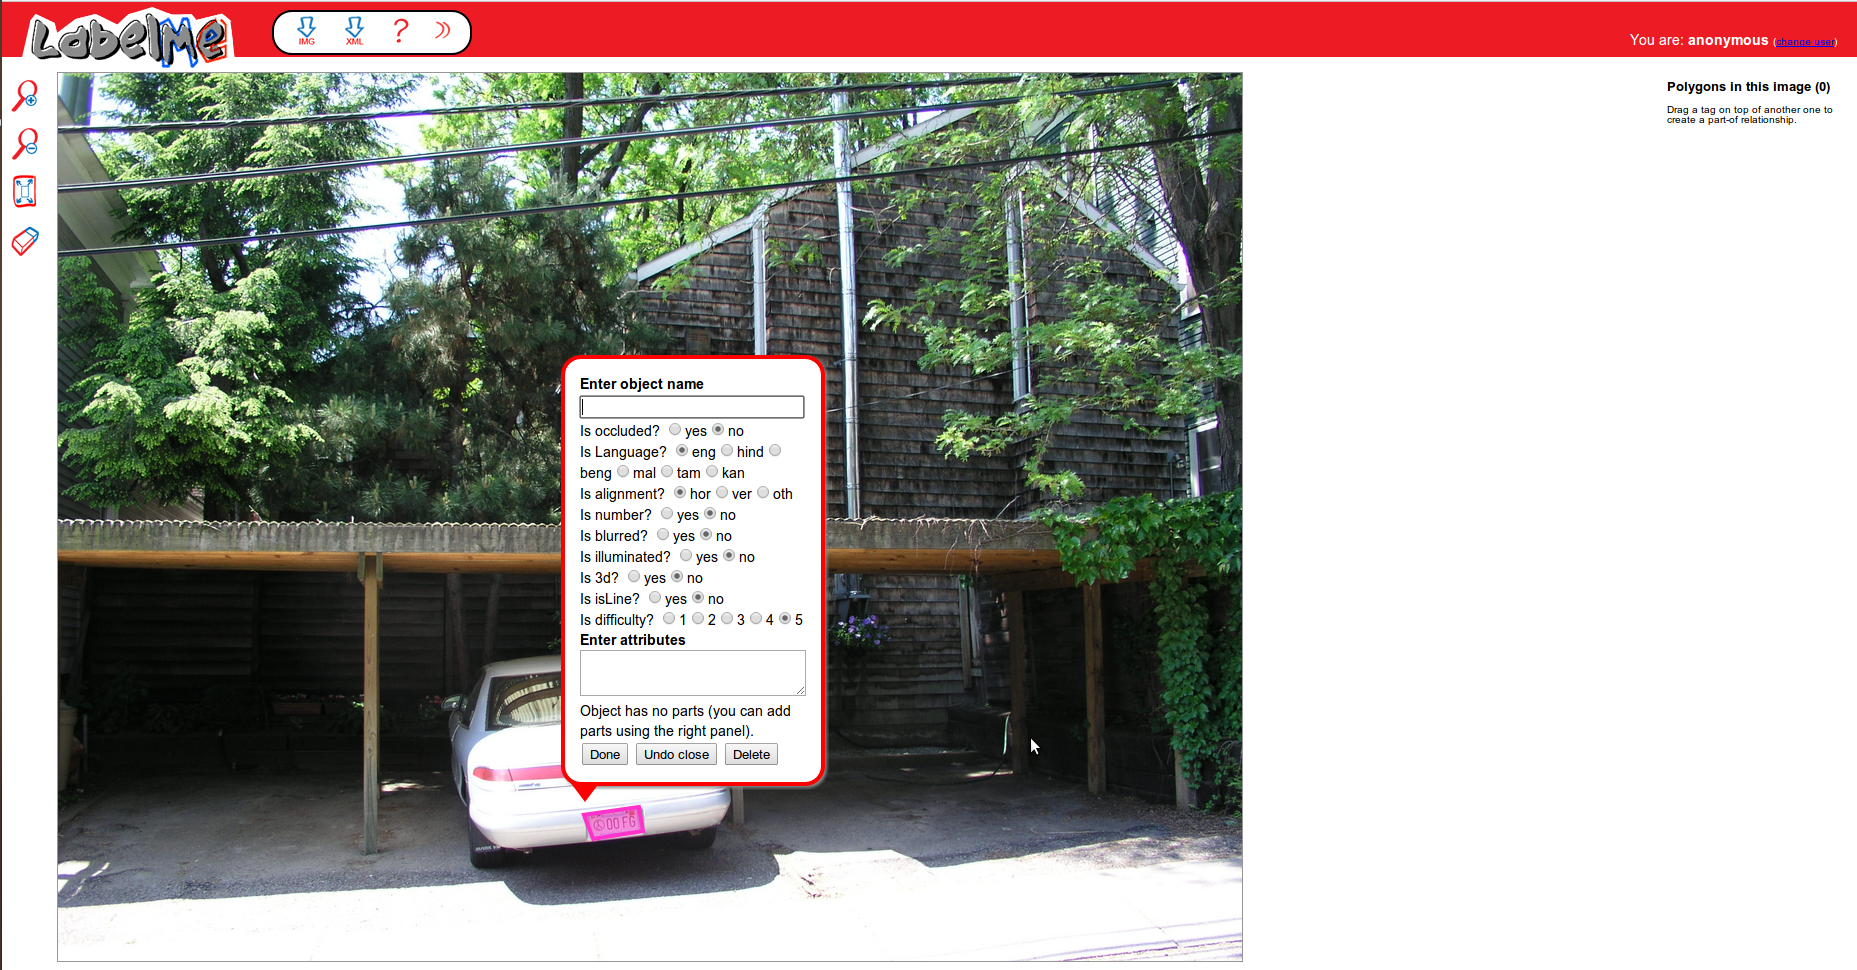 LabelMe
IMG XML ?
You are: anonymous (change user)
Polygons in this image (0)
Drag a tag on top of another one to
create a part-of relationship.
Enter object name
Is occluded? yes no
Is Language? eng hind
beng mal tam kan
Is alignment? hor ver oth
Is number? yes no
Is blurred? yes no
Is illuminated? yes no
Is 3d? yes no
Is isLine? yes no
Is difficulty? 1 2 3 4 5
Enter attributes
Object has no parts (you can add
parts using the right panel).
Done Undo close Delete
00 FG